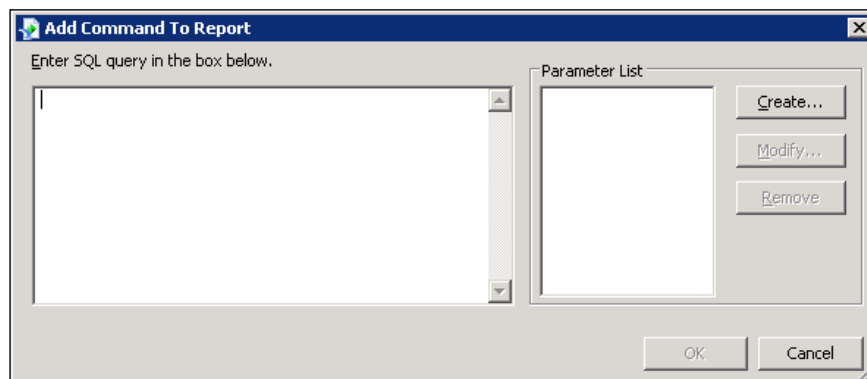 Add Command To Report
Enter SQL query in the box below.
Parameter List
Create...
Modify...
Remove
OK
Cancel